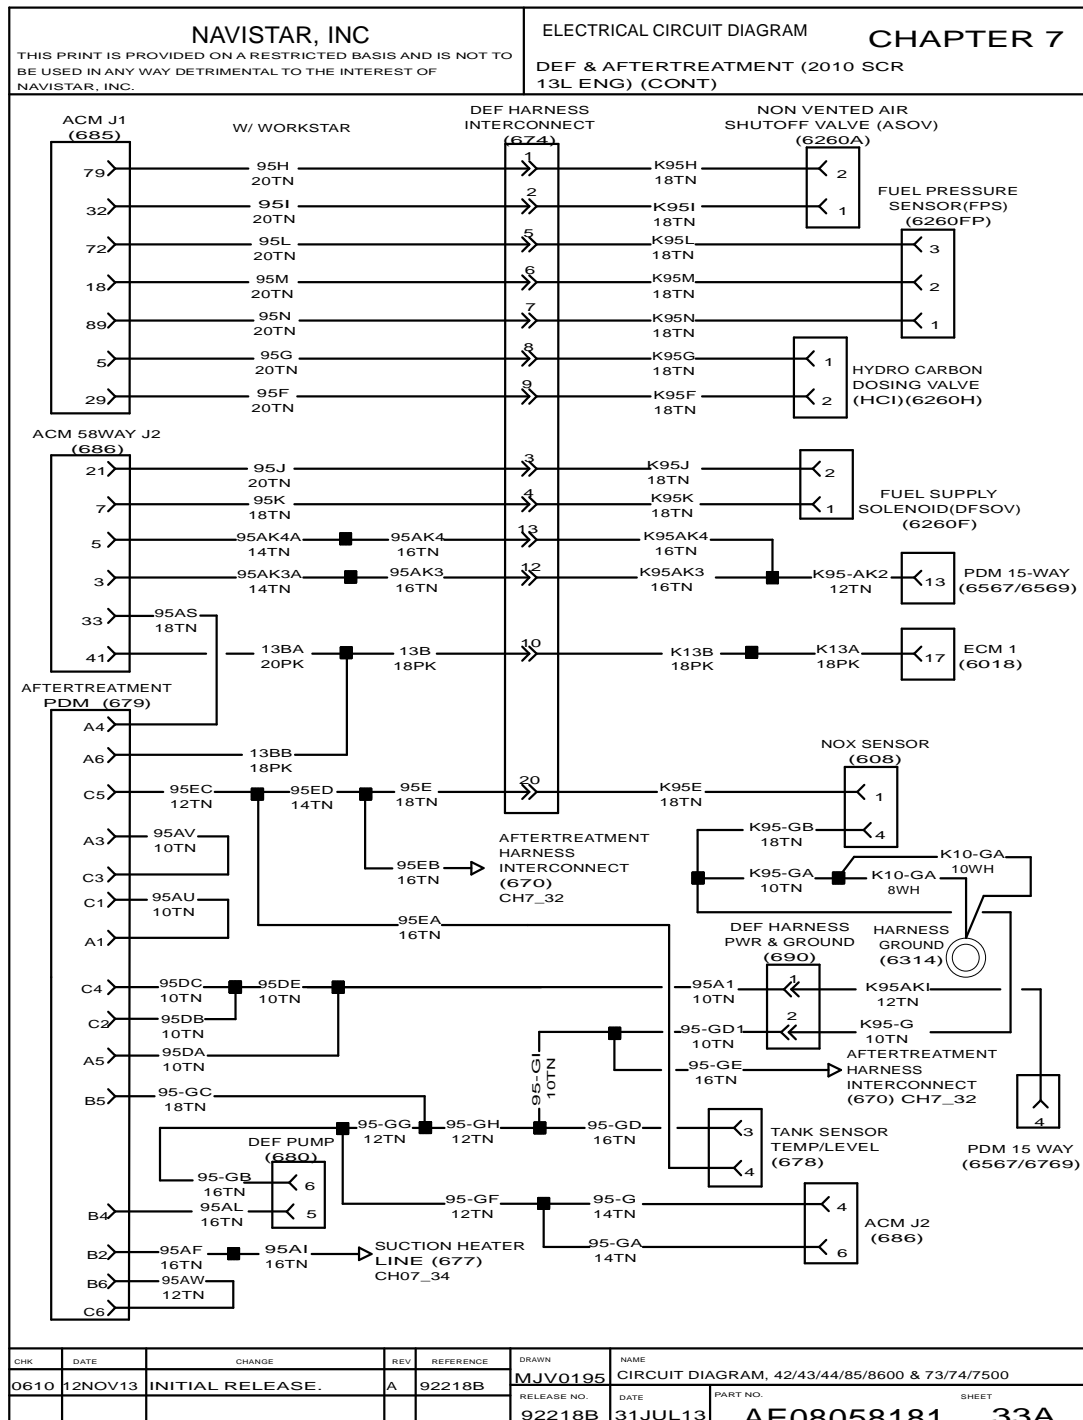 NAVISTAR, INC
THIS PRINT IS PROVIDED ON A RESTRICTED BASIS AND IS NOT TO
BE USED IN ANY WAY DETRIMENTAL TO THE INTEREST OF
NAVISTAR, INC.
ELECTRICAL CIRCUIT DIAGRAM
CHAPTER 7
DEF & AFTERTREATMENT (2010 SCR
13L ENG) (CONT)
ACM J1
(685)
W/ WORKSTAR
DEF HARNESS
INTERCONNECT
(674)
NON VENTED AIR
SHUTOFF VALVE (ASOV)
(6260A)
79 95H 20TN 1 K95H 18TN 2
32 95I 20TN 2 K95I 18TN 1
FUEL PRESSURE
SENSOR(FPS)
(6260FP)
72 95L 20TN 5 K95L 18TN 3
18 95M 20TN 6 K95M 18TN 2
89 95N 20TN 7 K95N 18TN 1
5 95G 20TN 8 K95G 18TN 1
29 95F 20TN 9 K95F 18TN 2
HYDRO CARBON
DOSING VALVE
(HCI)(6260H)
ACM 58WAY J2
(686)
21 95J 20TN 3 K95J 18TN 2
7 95K 18TN 4 K95K 18TN 1
FUEL SUPPLY
SOLENOID(DFSOV)
(6260F)
5 95AK4A 14TN 95AK4 16TN 13 K95AK4 16TN
3 95AK3A 14TN 95AK3 16TN 12 K95AK3 16TN K95-AK2 12TN 13
PDM 15-WAY
(6567/6569)
33 95AS 18TN
41 13BA 20PK 13B 18PK 10 K13B 18PK K13A 18PK 17
ECM 1
(6018)
AFTERTREATMENT
PDM (679)
A4
A6 13BB 18PK
NOX SENSOR
(608)
C5 95EC 12TN 95ED 14TN 95E 18TN 20 K95E 18TN 1
K95-GB 18TN 4
A3 95AV 10TN
C3
95EB 16TN
AFTERTREATMENT
HARNESS
INTERCONNECT
(670)
CH7_32
K95-GA 10TN
K10-GA 10WH
K10-GA 8WH
C1 95AU 10TN
A1
95EA 16TN
DEF HARNESS
PWR & GROUND
(690)
HARNESS
GROUND
(6314)
C4 95DC 10TN 95DE 10TN 95A1 10TN 1 K95AKI 12TN
C2 95DB 10TN
95-GD1 10TN 2 K95-G 10TN
A5 95DA 10TN
95-GI 10TN
95-GE 16TN
AFTERTREATMENT
HARNESS
INTERCONNECT
(670) CH7_32
B5 95-GC 18TN
4
PDM 15 WAY
(6567/6769)
95-GG 12TN 95-GH 12TN 95-GD 16TN 3
TANK SENSOR
TEMP/LEVEL
(678)
4
DEF PUMP
(680)
95-GB 16TN 6
B4 95AL 16TN 5
95-GF 12TN 95-G 14TN 4
95-GA 14TN 6
ACM J2
(686)
B2 95AF 16TN 95AI 16TN
SUCTION HEATER
LINE (677)
CH07_34
B6 95AW 12TN
C6
CHK DATE CHANGE REV REFERENCE
0610 12NOV13 INITIAL RELEASE. A 92218B
DRAWN
MJV0195
NAME
CIRCUIT DIAGRAM, 42/43/44/85/8600 & 73/74/7500
RELEASE NO. DATE PART NO. SHEET
92218B 31JUL13 AE08058181 33A